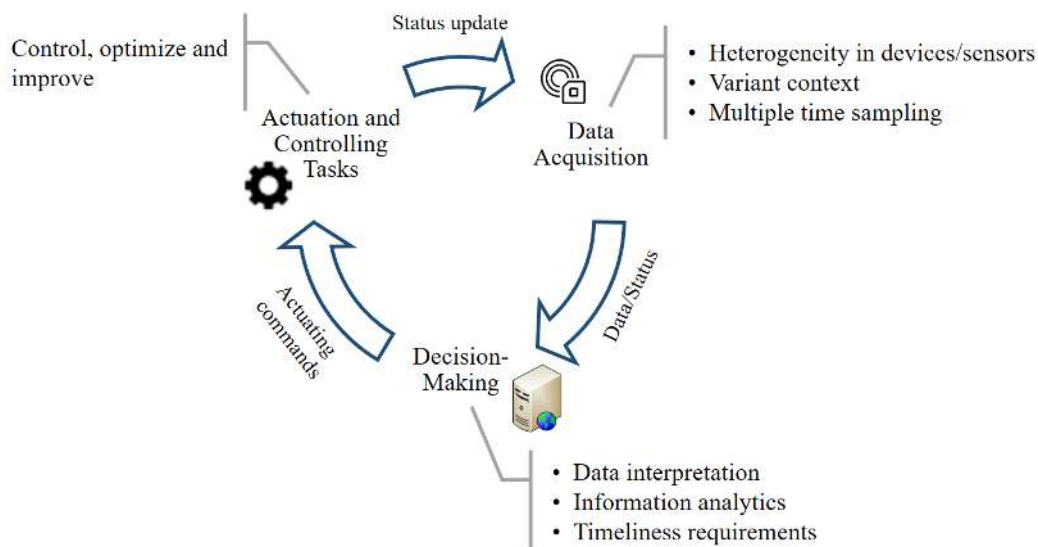 Status update
Control, optimize and
improve
Actuation and
Controlling
Tasks
Data
Acquisition
• Heterogeneity in devices/sensors
• Variant context
• Multiple time sampling
Data/Status
Actuating
commands
Decision-
Making
• Data interpretation
• Information analytics
• Timeliness requirements